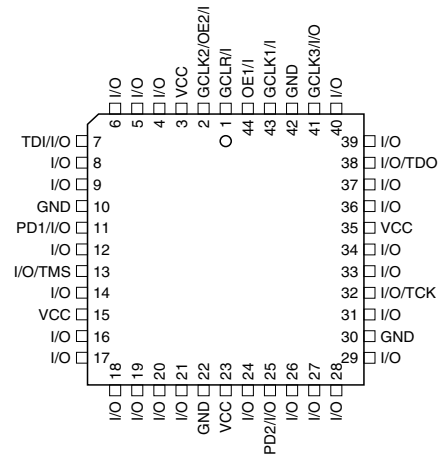 I/O
I/O
I/O
VCC
GCLK2/OE2/I
GCLR/I
OE1/I
GCLK1/I
GND
GCLK3/I/O
I/O
6
5
4
3
2
1
44
43
42
41
40
TDI/I/O 7
I/O 8
I/O 9
GND 10
PD1/I/O 11
I/O 12
I/O/TMS 13
I/O 14
VCC 15
I/O 16
I/O 17
39 I/O
38 I/O/TDO
37 I/O
36 I/O
35 VCC
34 I/O
33 I/O
32 I/O/TCK
31 I/O
30 GND
29 I/O
18
19
20
21
22
23
24
25
26
27
28
I/O
I/O
I/O
I/O
GND
VCC
I/O
PD2/I/O
I/O
I/O
I/O